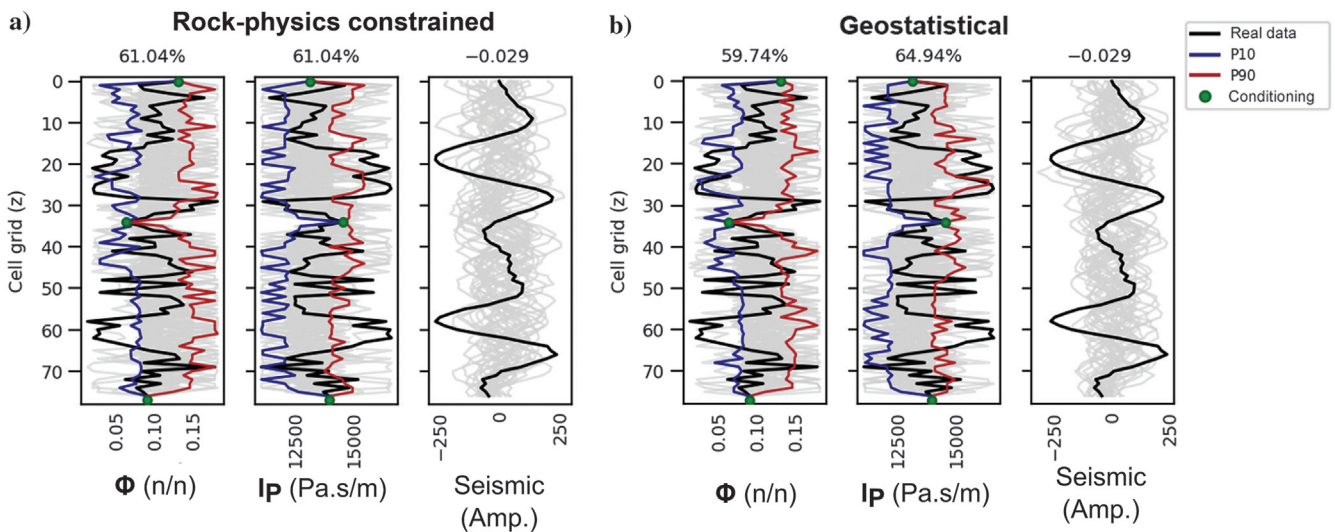 a) Rock-physics constrained
61.04% 61.04% −0.029
0
10
20
30
40
50
60
70
Cell grid (z)
0.05 0.10 0.15
12500 15000
−250 0 250
Φ (n/n) IP (Pa.s/m) Seismic
(Amp.)
b) Geostatistical
59.74% 64.94% −0.029
0
10
20
30
40
50
60
70
Cell grid (z)
0.05 0.10 0.15
12500 15000
−250 0 250
Φ (n/n) IP (Pa.s/m) Seismic
(Amp.)
Real data
P10
P90
Conditioning